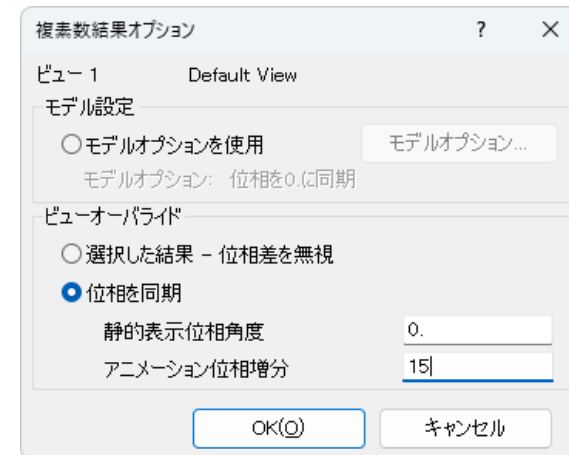 複素数結果オプション ? ×
ビュー 1 Default View
モデル設定
モデルオプションを使用 モデルオプション...
モデルオプション: 位相を0.に同期
ビューオーバライド
選択した結果 - 位相差を無視
位相を同期
静的表示位相角度 0.
アニメーション位相増分 15
OK(O) キャンセル